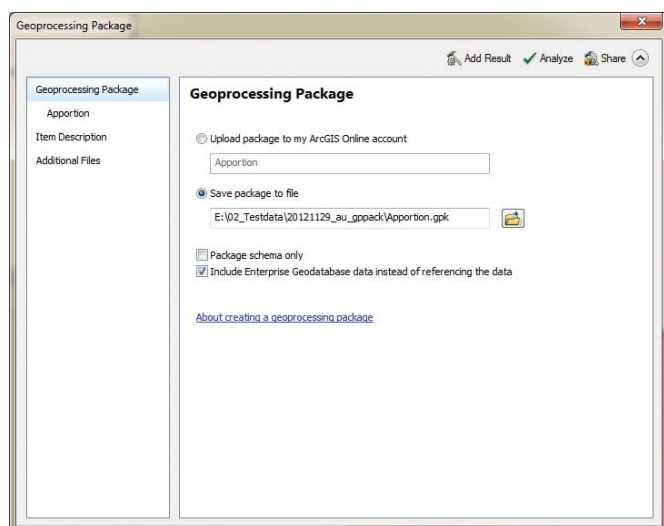 Geoprocessing Package
Add Result Analyze Share
Geoprocessing Package
Apportion
Item Description
Additional Files
Geoprocessing Package
Upload package to my ArcGIS Online account
Apportion
Save package to file
E:\02_Testdata\20121129_au_gppack\Apportion.gpk
Package schema only
Include Enterprise Geodatabase data instead of referencing the data
About creating a geoprocessing package